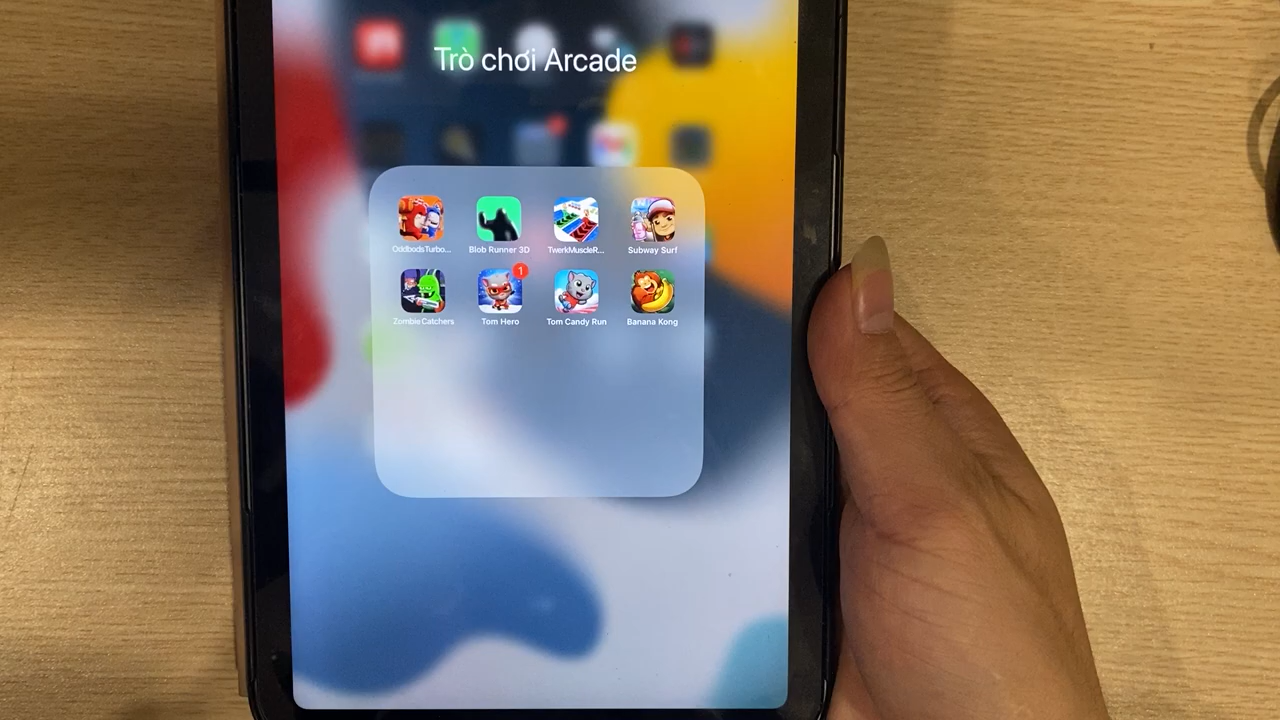 Trò chơi Arcade
OddbodsTurbo...
Blob Runner 3D
TwerkMuscleR...
Subway Surf
Zombie Catchers
1
Tom Hero
Tom Candy Run
Banana Kong